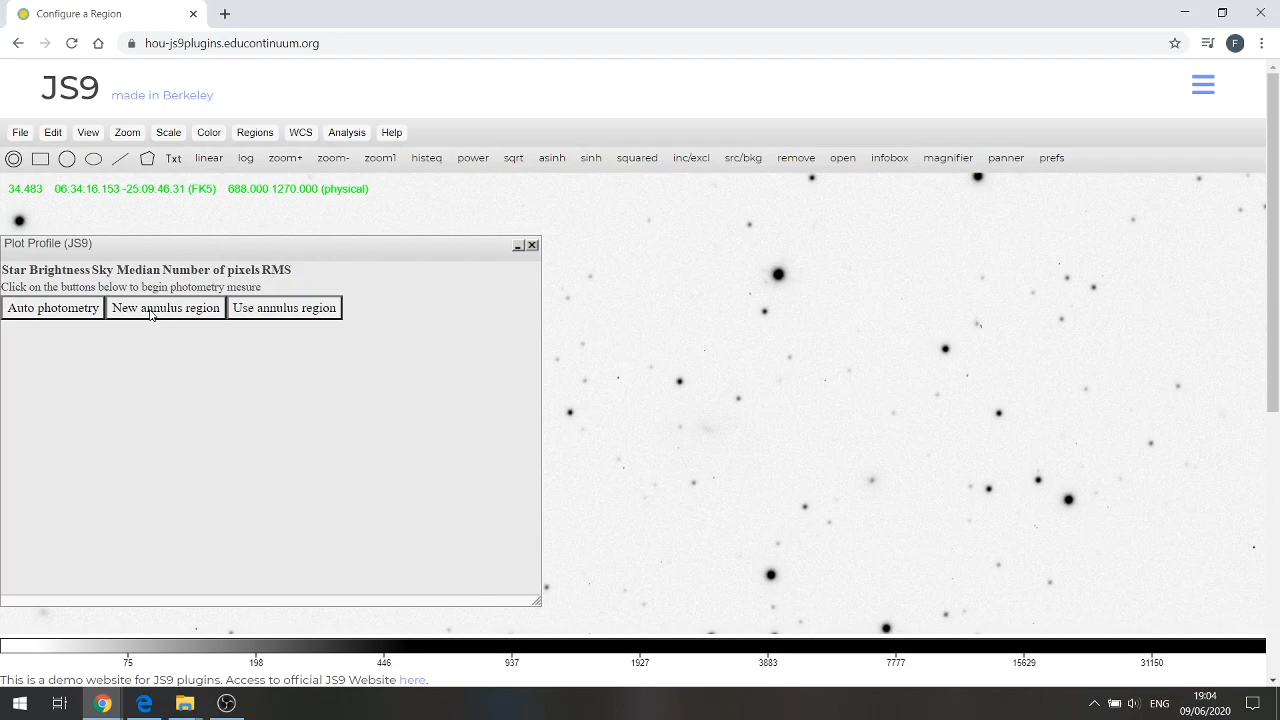 Configure a Region
hou-js9plugins.educontinuum.org
F
JS9 made in Berkeley
File Edit View Zoom Scale Color Regions WCS Analysis Help
Txt linear log zoom+ zoom- zoom1 histeq power sqrt asinh sinh squared inc/excl src/bkg remove open infobox magnifier panner prefs
34.483 06:34:16.153 -25:09:46.31 (FK5) 688.000 1270.000 (physical)
Plot Profile (JS9)
Star Brightness Sky Median Number of pixels RMS
Click on the buttons below to begin photometry mesure
Auto photometry New annulus region Use annulus region
75 198 446 937 1927 3883 7777 15629 31150
This is a demo website for JS9 plugins. Access to official JS9 Website here.
ENG
19:04
09/06/2020